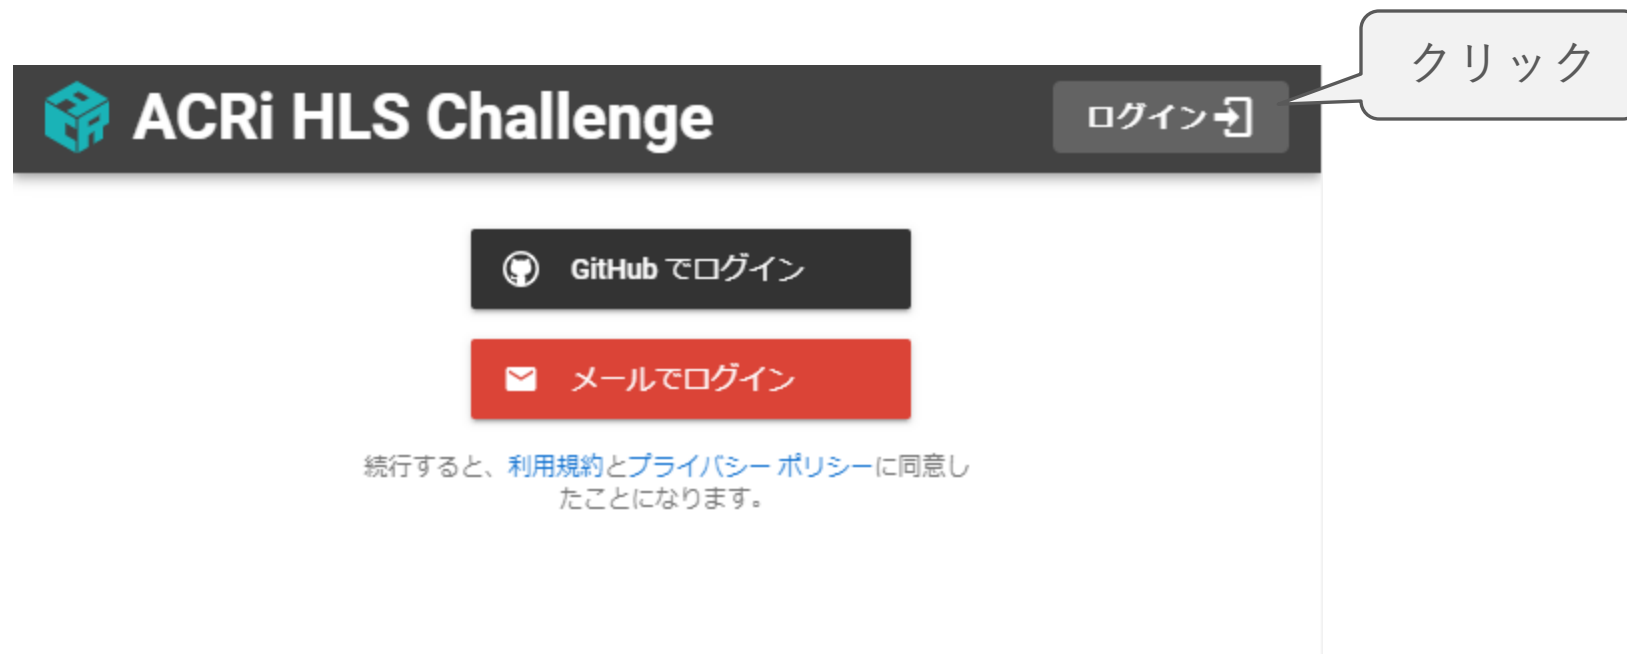 クリック
ACRi HLS Challenge
ログイン
GitHub でログイン
メールでログイン
続行すると、利用規約とプライバシー ポリシーに同意し
たことになります。